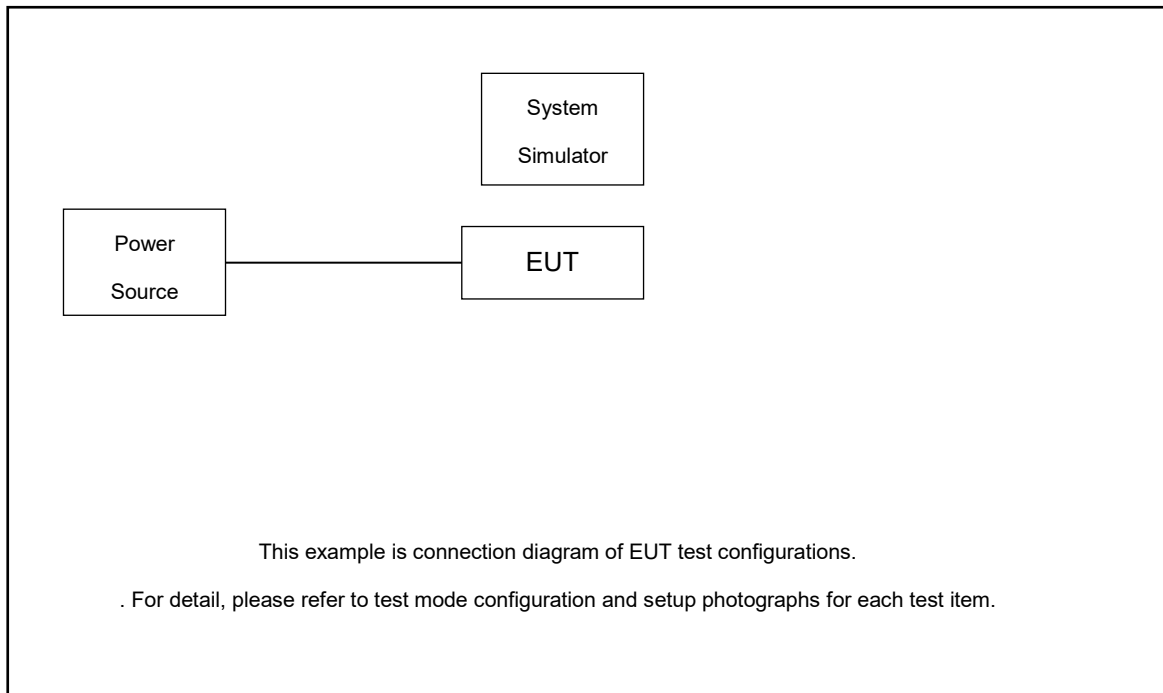 System
Simulator
Power
Source
EUT
This example is connection diagram of EUT test configurations.
. For detail, please refer to test mode configuration and setup photographs for each test item.